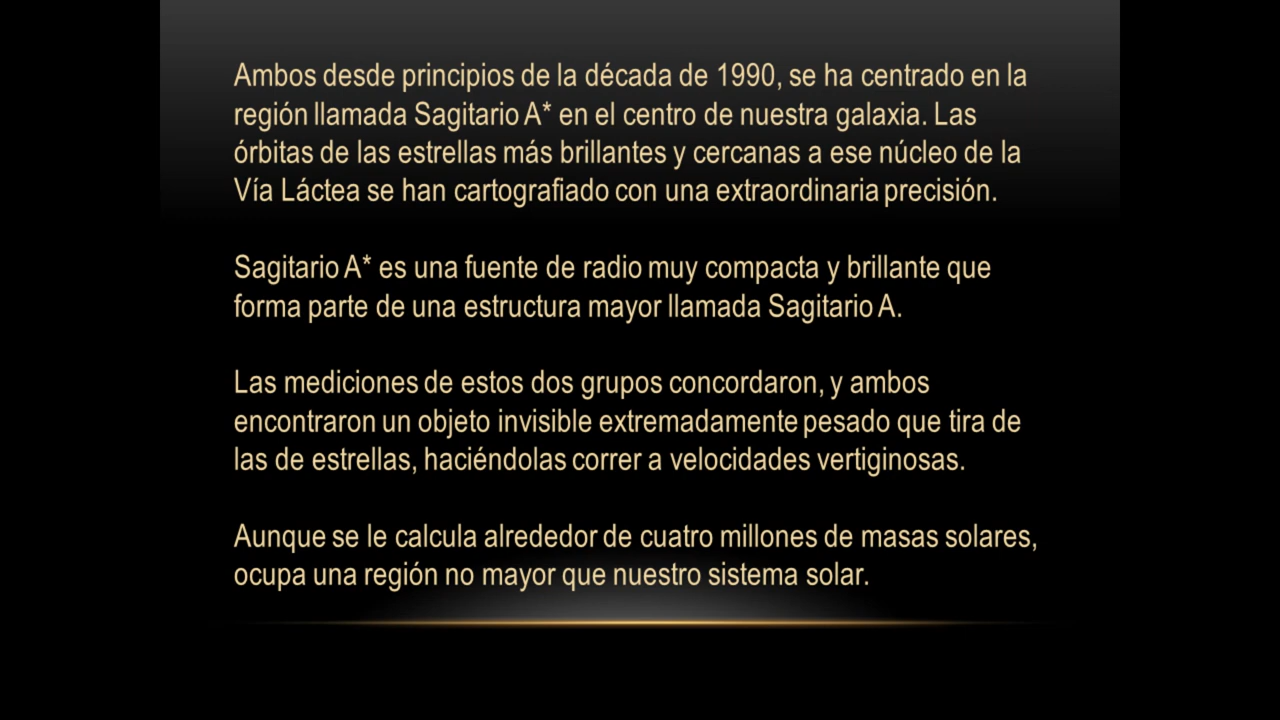 Ambos desde principios de la década de 1990, se ha centrado en la
región llamada Sagitario A* en el centro de nuestra galaxia. Las
órbitas de las estrellas más brillantes y cercanas a ese núcleo de la
Vía Láctea se han cartografiado con una extraordinaria precisión.
Sagitario A* es una fuente de radio muy compacta y brillante que
forma parte de una estructura mayor llamada Sagitario A.
Las mediciones de estos dos grupos concordaron, y ambos
encontraron un objeto invisible extremadamente pesado que tira de
las de estrellas, haciéndolas correr a velocidades vertiginosas.
Aunque se le calcula alrededor de cuatro millones de masas solares,
ocupa una región no mayor que nuestro sistema solar.